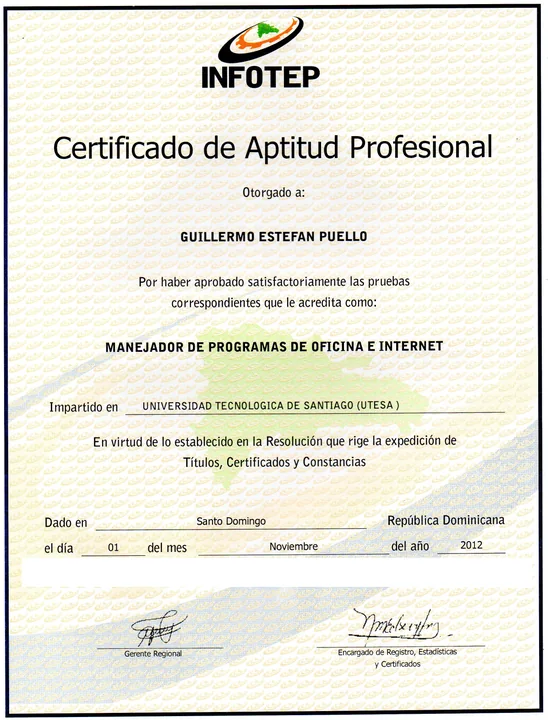 INFOTEP
Certificado de Aptitud Profesional
Otorgado a:
GUILLERMO ESTEFAN PUELLO
Por haber aprobado satisfactoriamente las pruebas
correspondientes que le acredita como:
MANEJADOR DE PROGRAMAS DE OFICINA E INTERNET
Impartido en UNIVERSIDAD TECNOLOGICA DE SANTIAGO (UTESA )
En virtud de lo establecido en la Resolución que rige la expedición de
Títulos, Certificados y Constancias
Dado en Santo Domingo República Dominicana
el día 01 del mes Noviembre del año 2012
Gerente Regional
Encargado de Registro, Estadísticas
y Certificados